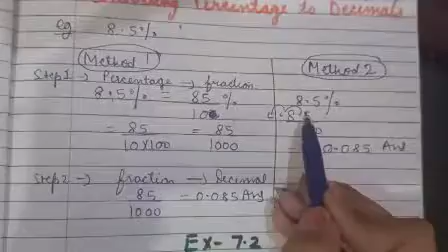 Percentage to Decimals
eg 8.5%
Method 1
Step 1 → Percentage → fraction
8.5% = 85 %
10
= 85 = 85
10×100 1000
Step 2 → fraction → Decimal
85 = 0.085 Ans
1000
Method 2
8.5%
8.5
0.085 Ans
Ex- 7.2